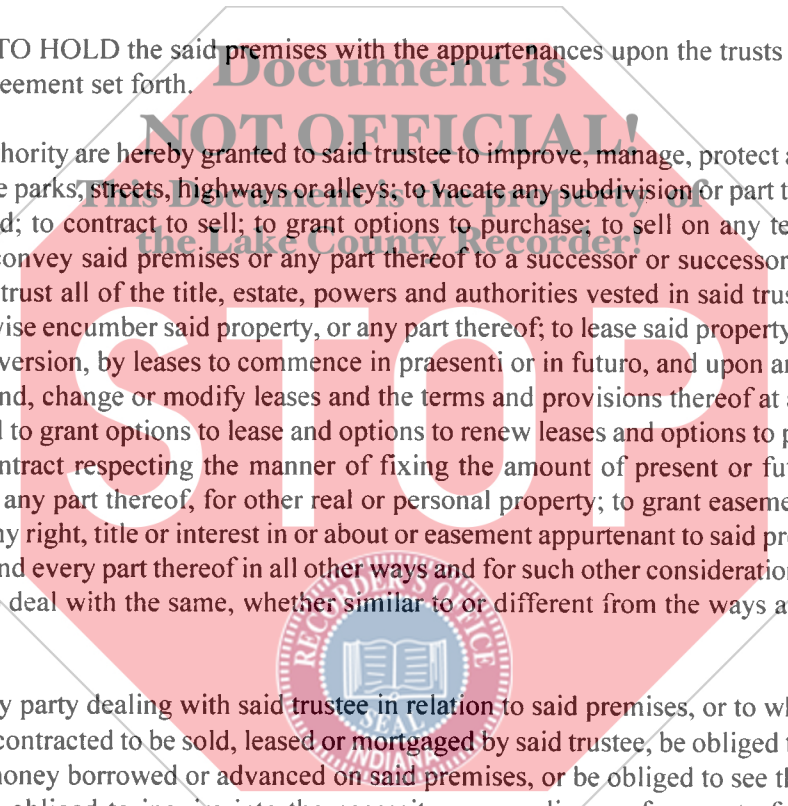 TO HOLD the said premises with the appurtenances upon the trusts
eement set forth.
Document is
NOT OFFICIAL!
This Document is the property of
the Lake County Recorder!
hority are hereby granted to said trustee to improve, manage, protect a
e parks, streets, highways or alleys, to vacate any subdivision or part t
d; to contract to sell; to grant options to purchase; to sell on any te
convey said premises or any part thereof to a successor or successor
trust all of the title, estate, powers and authorities vested in said trus
vise encumber said property, or any part thereof; to lease said property
version, by leases to commence in praesenti or in futuro, and upon an
nd, change or modify leases and the terms and provisions thereof at a
d to grant options to lease and options to renew leases and options to p
ntract respecting the manner of fixing the amount of present or fut
any part thereof, for other real or personal property; to grant easeme
ny right, title or interest in or about or easement appurtenant to said pre
nd every part thereof in all other ways and for such other consideration
deal with the same, whether similar to or different from the ways a
STOP
RECORDER'S OFFICE
SEAL
INDIANA
y party dealing with said trustee in relation to said premises, or to wh
contracted to be sold, leased or mortgaged by said trustee, be obliged t
noney borrowed or advanced on said premises, or be obliged to see th